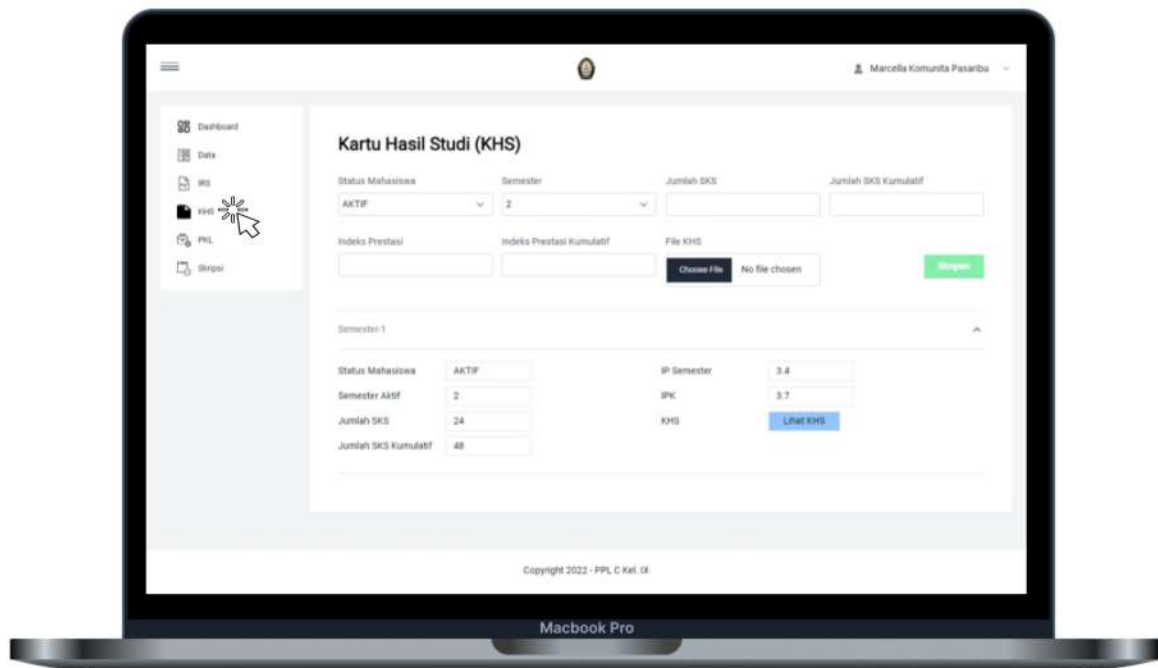 Marcella Komunita Pasaribu
Dashboard
Data
IRS
KHS
PKL
Skripsi
Kartu Hasil Studi (KHS)
Status Mahasiswa Semester Jumlah SKS Jumlah SKS Kumulatif
AKTIF 2
Indeks Prestasi Indeks Prestasi Kumulatif File KHS
Choose File No file chosen Simpan
Semester-1
Status Mahasiswa AKTIF IP Semester 3.4
Semester Aktif 2 IPK 3.7
Jumlah SKS 24 KHS Lihat KHS
Jumlah SKS Kumulatif 48
Copyright 2022 - PPL C Kel. IX
Macbook Pro